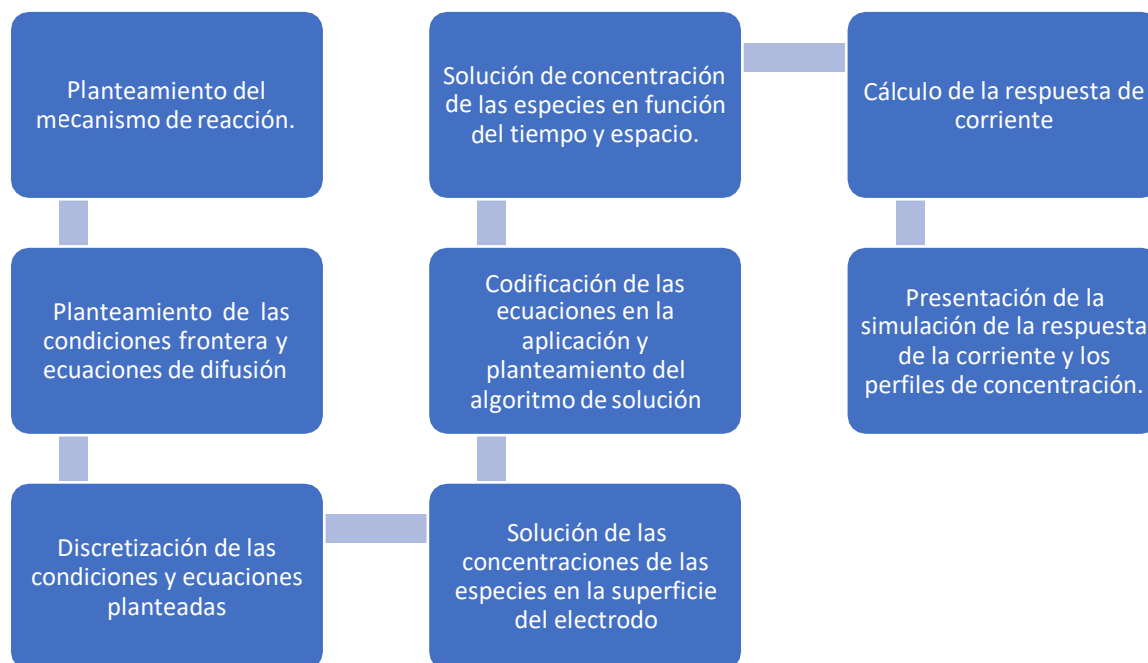 Planteamiento del
mecanismo de reacción.
Planteamiento de las
condiciones frontera y
ecuaciones de difusión
Discretización de las
condiciones y ecuaciones
planteadas
Solución de las
concentraciones de las
especies en la superficie
del electrodo
Codificación de las
ecuaciones en la
aplicación y
planteamiento del
algoritmo de solución
Solución de concentración
de las especies en función
del tiempo y espacio.
Cálculo de la respuesta de
corriente
Presentación de la
simulación de la respuesta
de la corriente y los
perfiles de concentración.